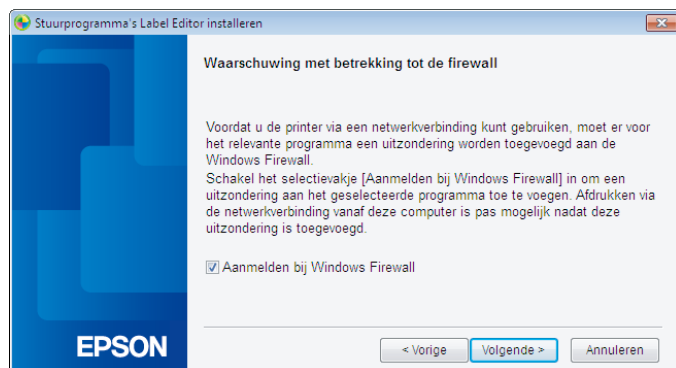 Stuurprogramma's Label Editor installeren
Waarschuwing met betrekking tot de firewall
Voordat u de printer via een netwerkverbinding kunt gebruiken, moet er voor
het relevante programma een uitzondering worden toegevoegd aan de
Windows Firewall.
Schakel het selectievakje [Aanmelden bij Windows Firewall] in om een
uitzondering aan het geselecteerde programma toe te voegen. Afdrukken via
de netwerkverbinding vanaf deze computer is pas mogelijk nadat deze
uitzondering is toegevoegd.
Aanmelden bij Windows Firewall
EPSON
< Vorige Volgende > Annuleren